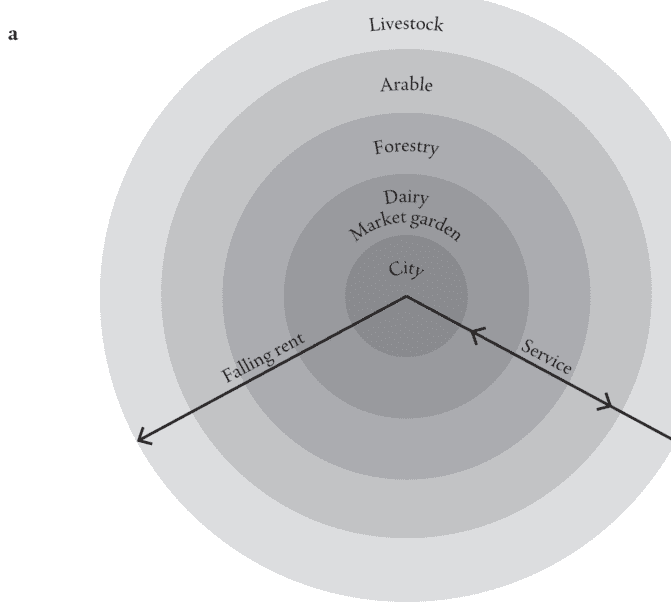 a
Livestock
Arable
Forestry
Dairy
Market garden
City
Falling rent
Service